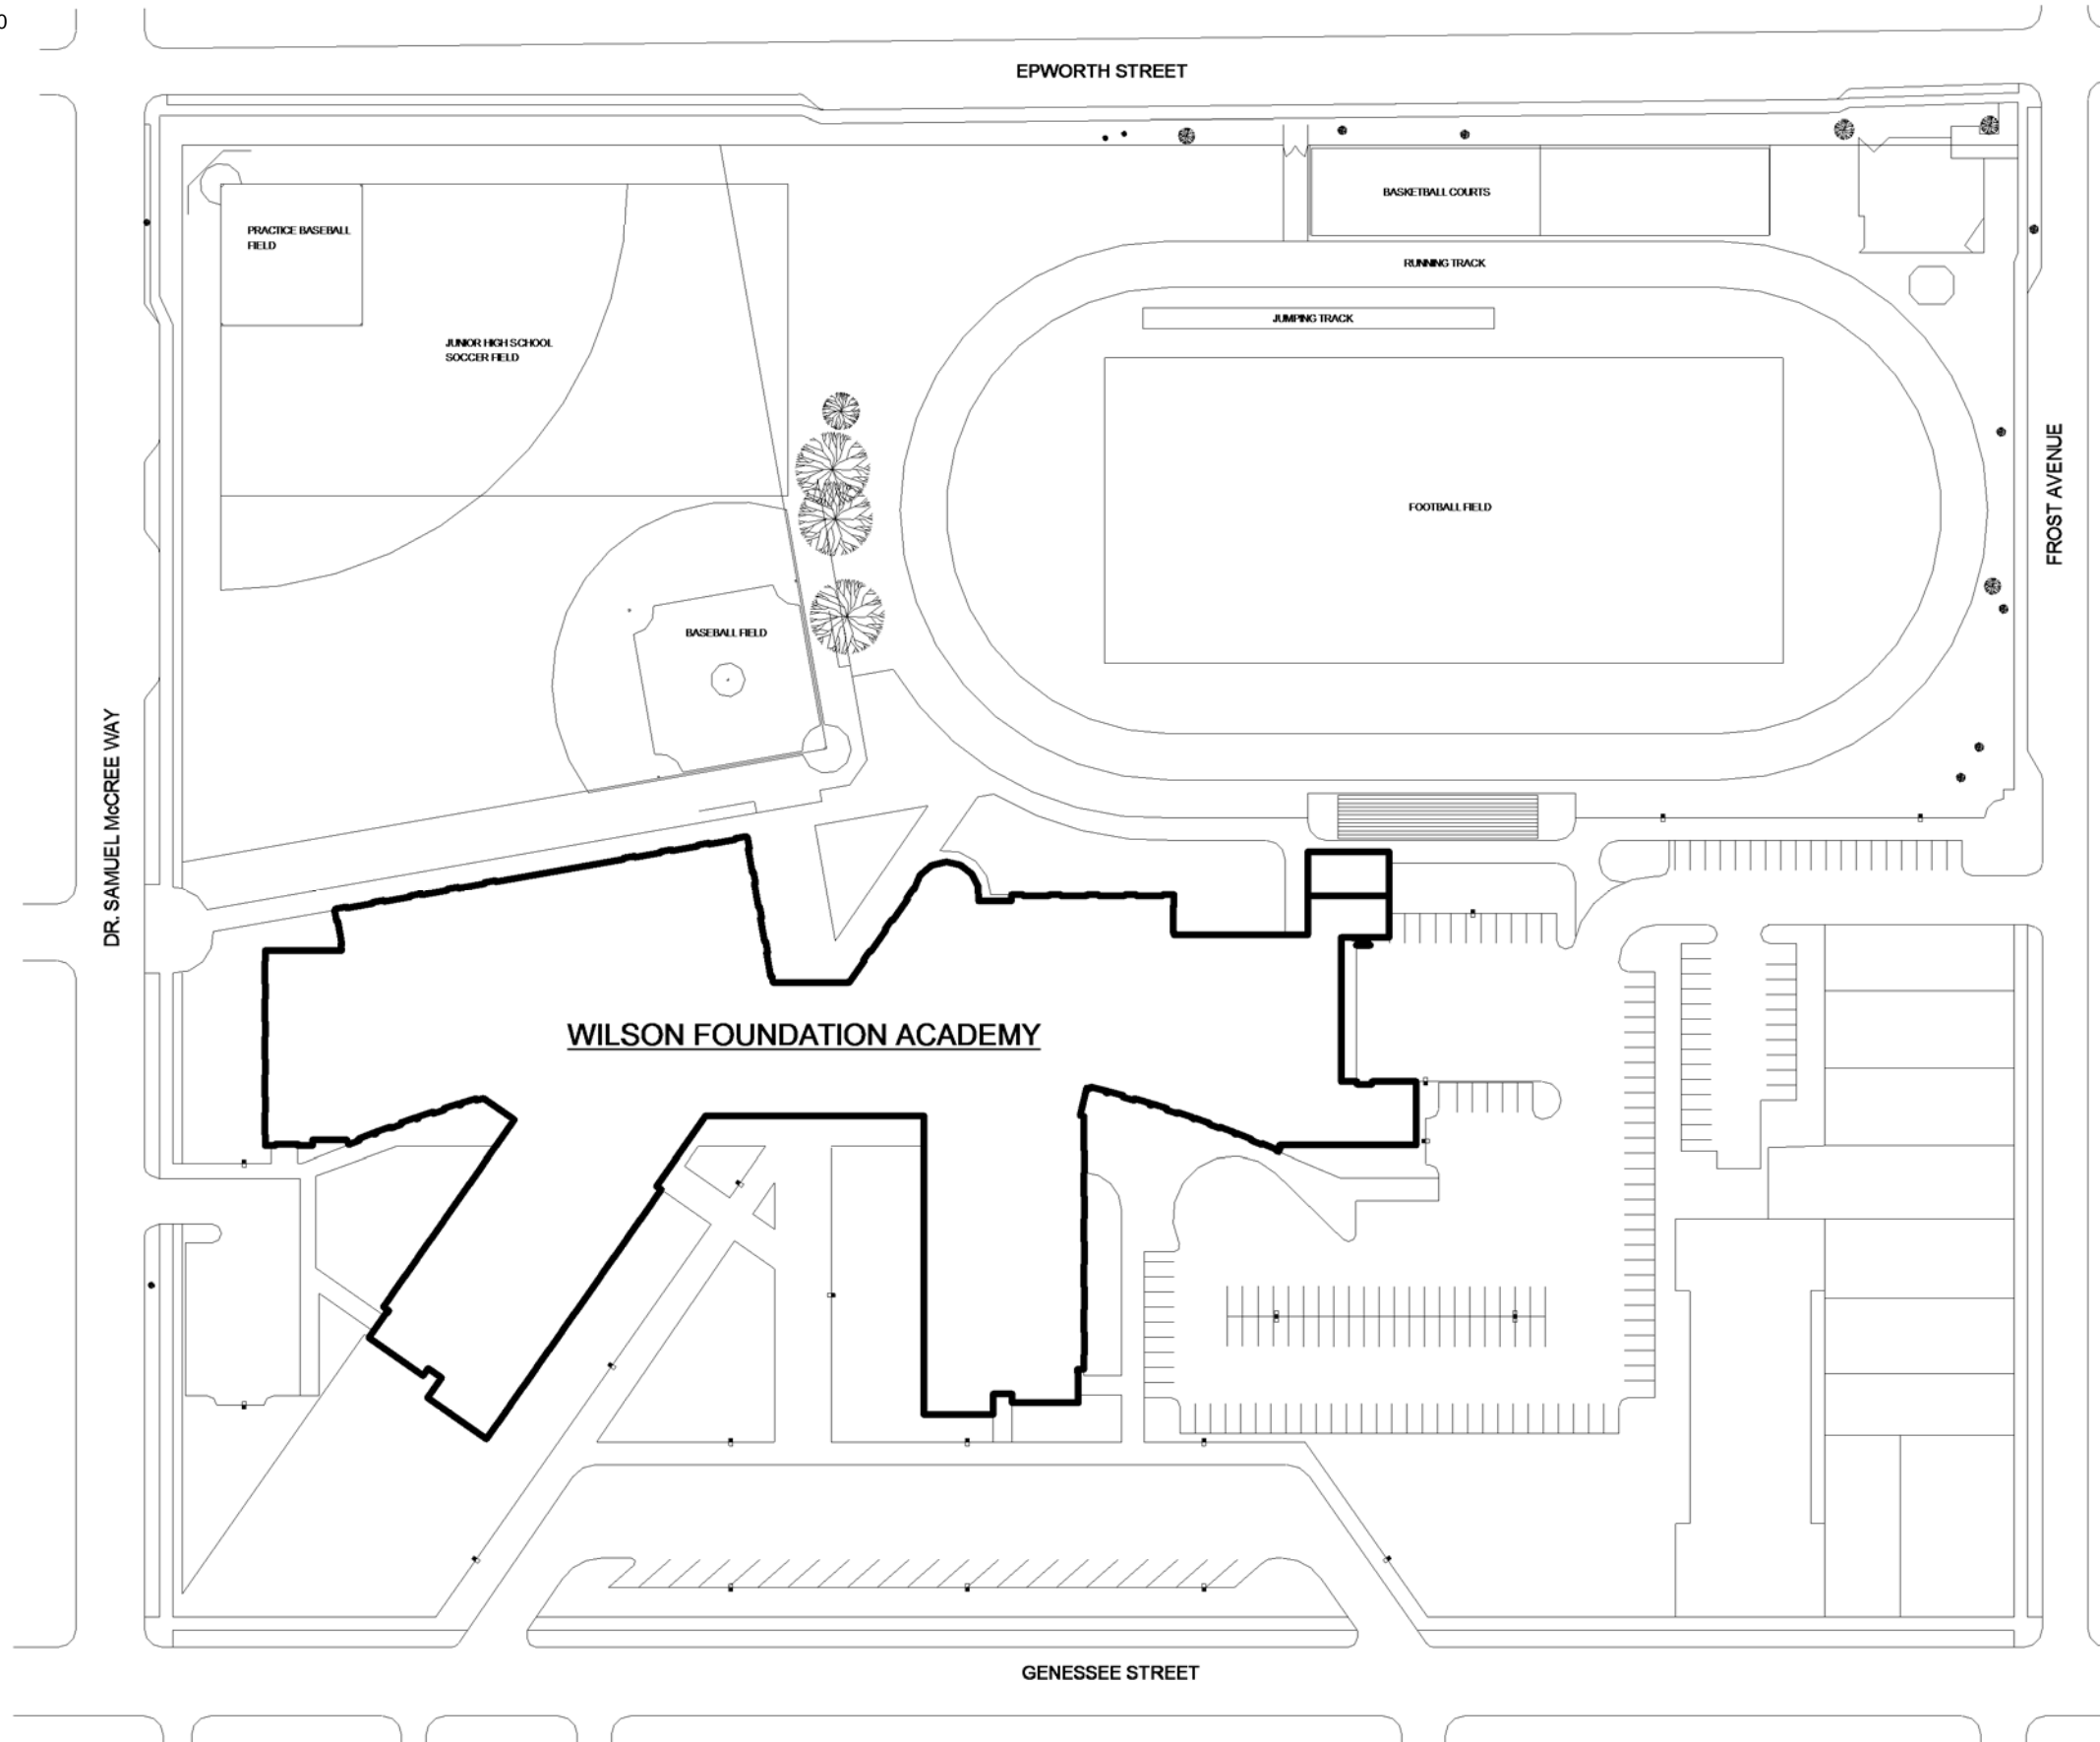 0
EPWORTH STREET
BASKETBALL COURTS
PRACTICE BASEBALL
FIELD
RUNNING TRACK
JUMPING TRACK
JUNIOR HIGH SCHOOL
SOCCER FIELD
FOOTBALL FIELD
FROST AVENUE
BASEBALL FIELD
DR. SAMUEL McCREE WAY
WILSON FOUNDATION ACADEMY
GENESSEE STREET